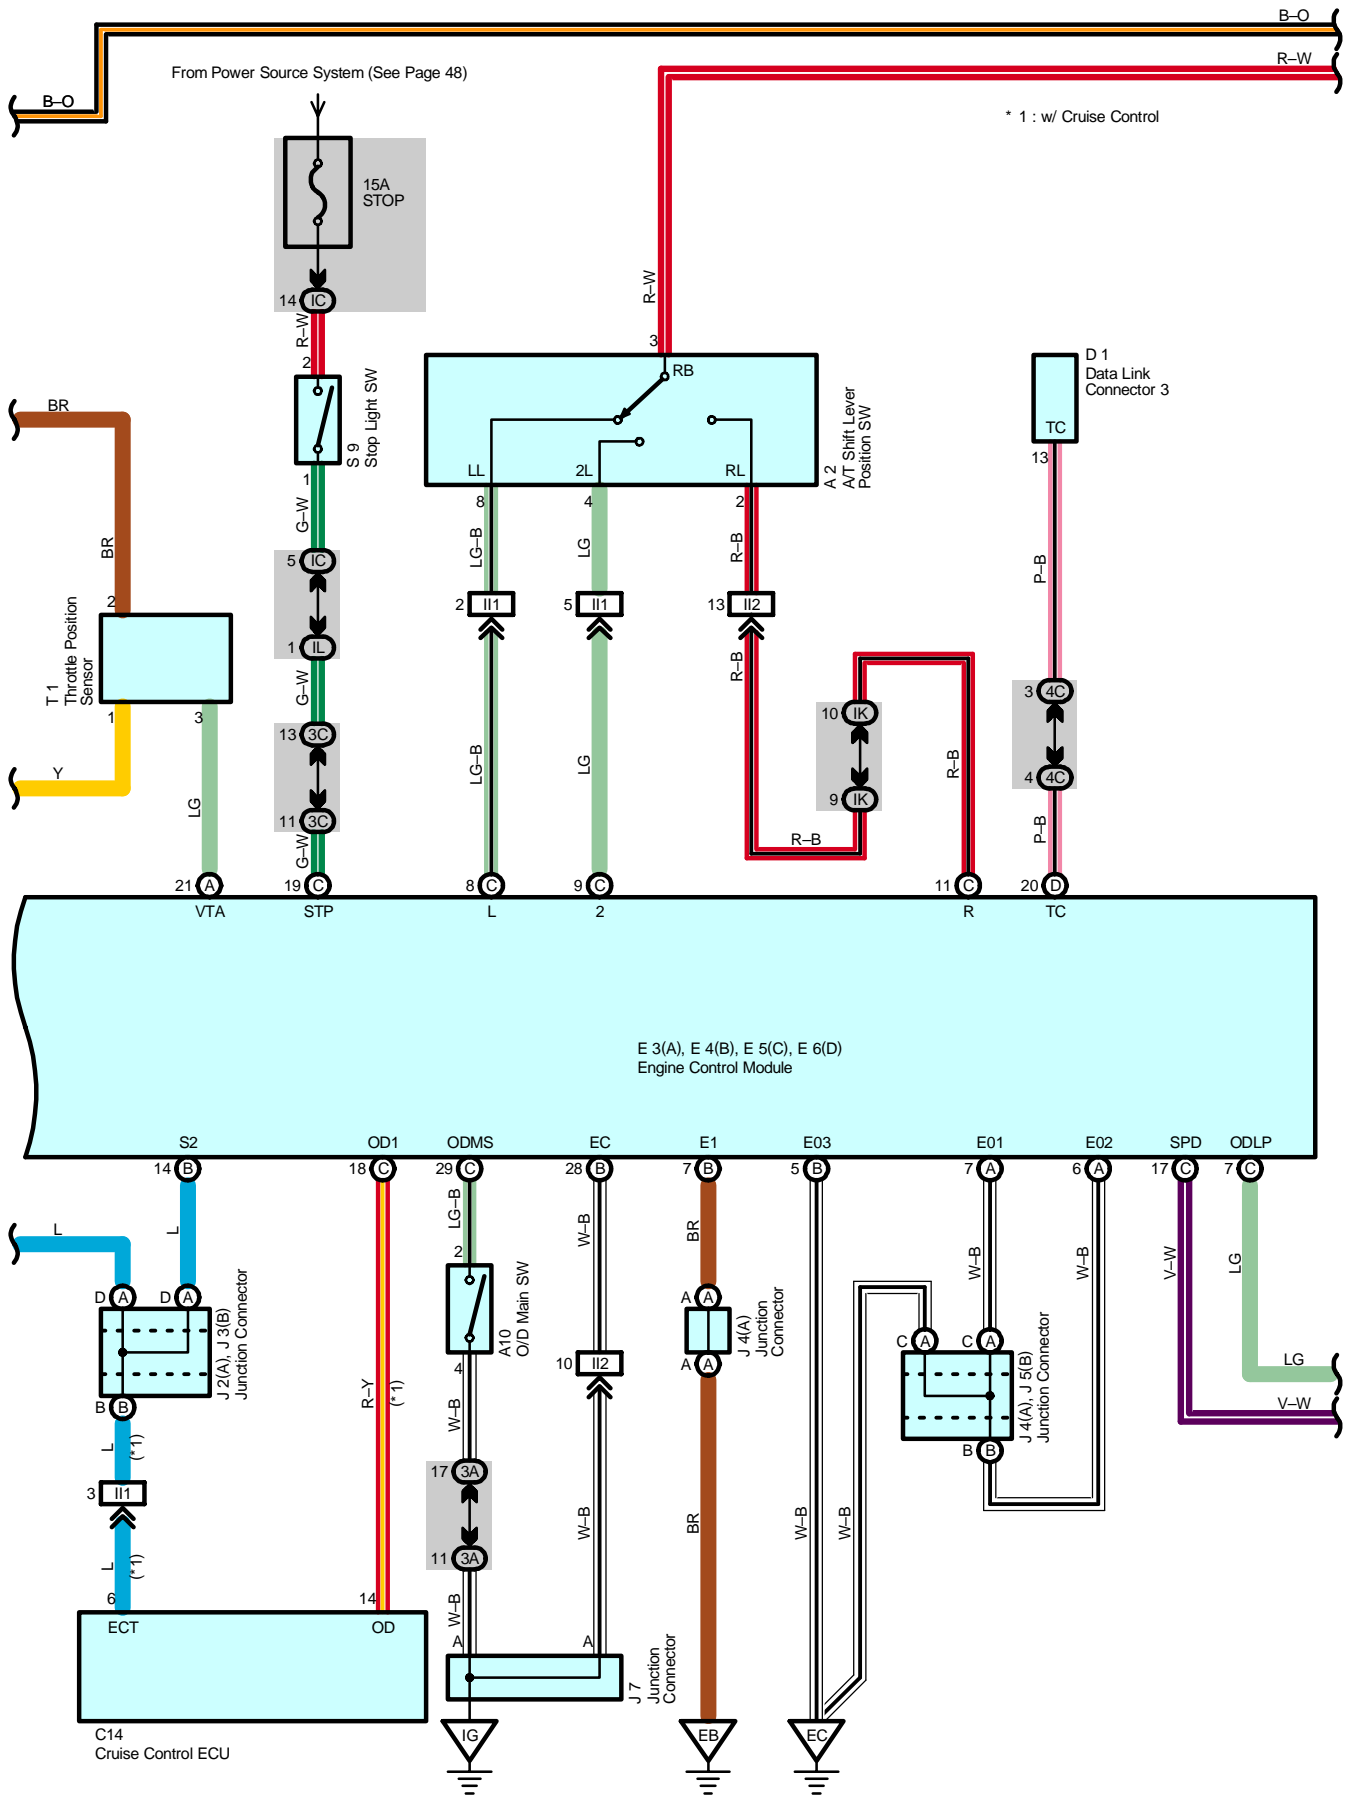 B–O
R–W
B–O
From Power Source System (See Page 48)
* 1 : w/ Cruise Control
15A
STOP
14 IC
R–W
R–W
2
3
S 9
Stop Light SW
RB
A 2
A/T Shift Lever
Position SW
D 1
Data Link
Connector 3
TC
BR
LL
2L
RL
1
8
4
2
13
G–W
LG–B
LG
R–B
P–B
BR
5 IC
2
2 II1
5 II1
13 II2
1 IL
T 1
Throttle Position
Sensor
G–W
R–B
3 4C
1
3
13 3C
10 IK
LG–B
LG
R–B
Y
4 4C
LG
9 IK
11 3C
G–W
R–B
P–B
21 A
19 C
8 C
9 C
11 C
20 D
VTA
STP
L
2
R
TC
E 3(A), E 4(B), E 5(C), E 6(D)
Engine Control Module
S2
OD1
ODMS
EC
E1
E03
E01
E02
SPD
ODLP
14 B
18 C
29 C
28 B
7 B
5 B
7 A
6 A
17 C
7 C
L
L
LG–B
W–B
BR
W–B
W–B
V–W
LG
2
D A
D A
J 2(A), J 3(B)
Junction Connector
A10
O/D Main SW
A A
J 4(A)
Junction
Connector
C A
C A
J 4(A), J 5(B)
Junction Connector
4
10 II2
A A
LG
V–W
B B
R–Y
(*1)
W–B
L
(*1)
B B
17 3A
3 II1
W–B
BR
W–B
W–B
11 3A
L
(*1)
6
14
W–B
ECT
OD
A
A
J 7
Junction
Connector
C14
Cruise Control ECU
IG
EB
EC